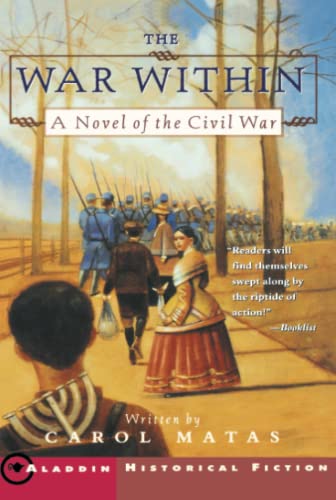 THE
WAR WITHIN
A Novel of the Civil War
“Readers will
find themselves
swept along by
the riptide of
action!”
—Booklist
Written by
CAROL MATAS
ALADDIN HISTORICAL FICTION